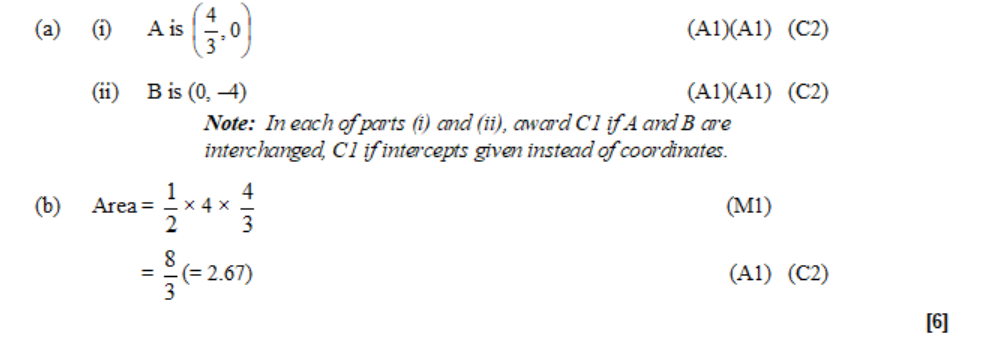 (a) (i) A is (4/3, 0) (A1)(A1) (C2)
(ii) B is (0, –4) (A1)(A1) (C2)
Note: In each of parts (i) and (ii), award C1 if A and B are
interchanged, C1 if intercepts given instead of coordinates.
(b) Area = 1/2 × 4 × 4/3 (M1)
= 8/3 (= 2.67) (A1) (C2)
[6]